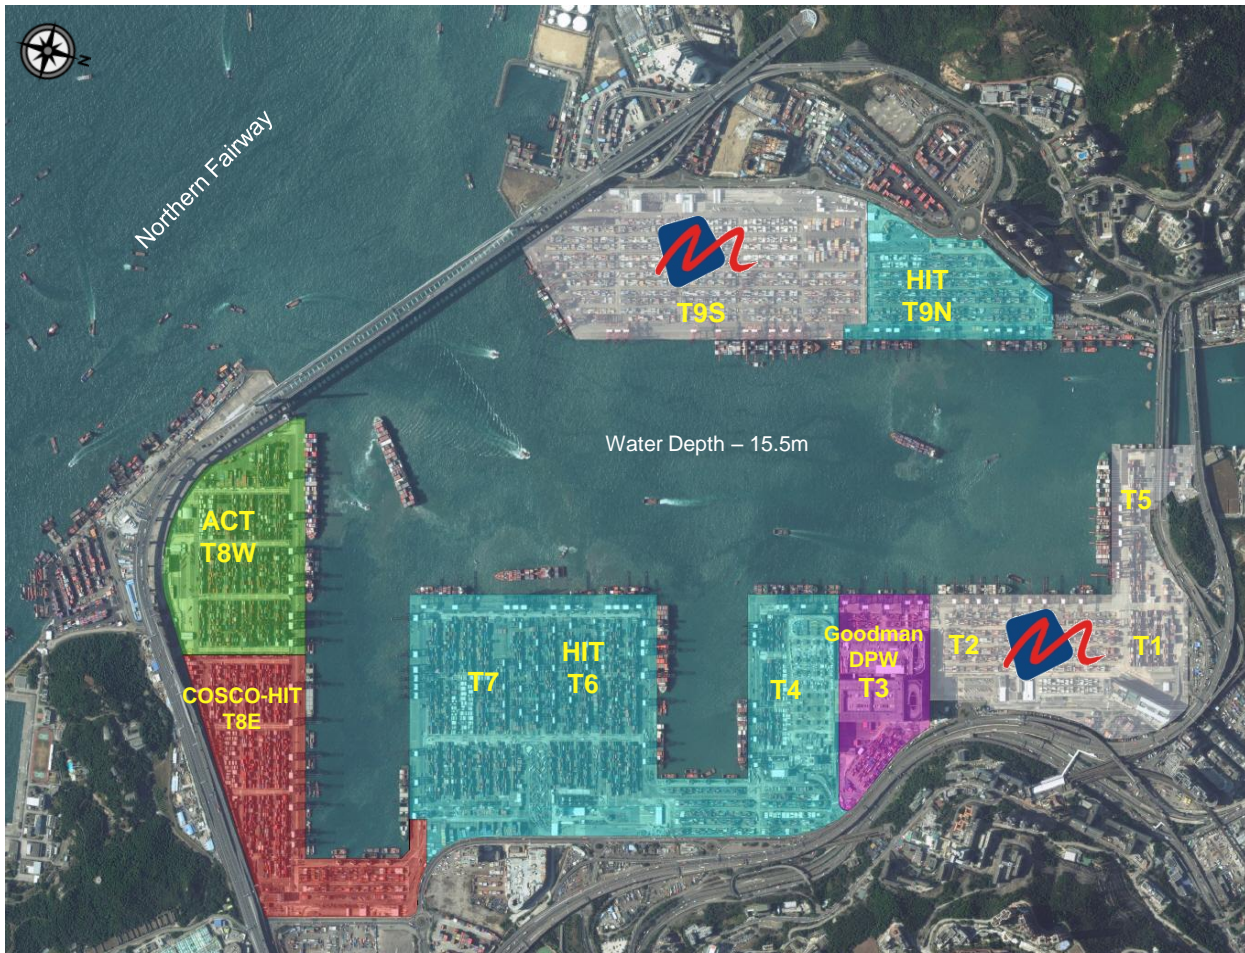 N
Northern Fairway
T9S
HIT
T9N
Water Depth – 15.5m
T5
ACT
T8W
COSCO-HIT
T8E
T7
HIT
T6
T4
Goodman
DPW
T3
T2
T1